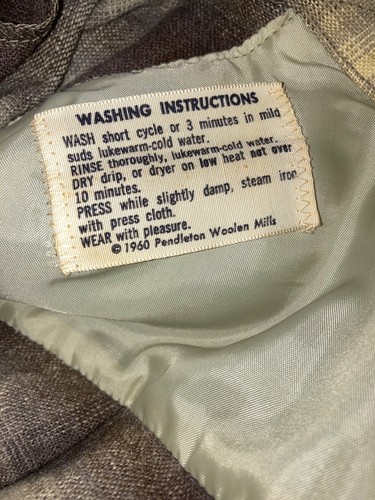 WASHING INSTRUCTIONS
WASH short cycle or 3 minutes in mild
suds lukewarm-cold water.
RINSE thoroughly, lukewarm-cold water.
DRY drip, or dryer on low heat not over
10 minutes.
PRESS while slightly damp, steam iron
with press cloth.
WEAR with pleasure.
© 1960 Pendleton Woolen Mills